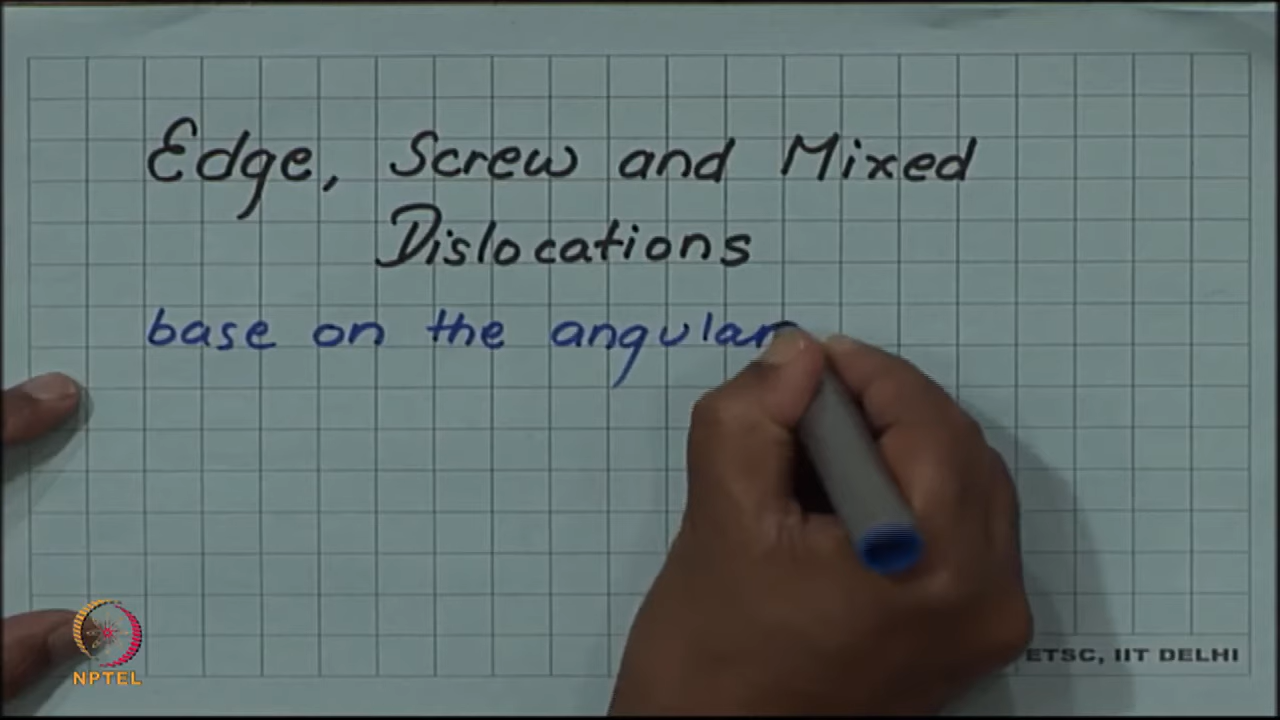 Edge, Screw and Mixed
Dislocations
base on the angular
NPTEL
ETSC, IIT DELHI